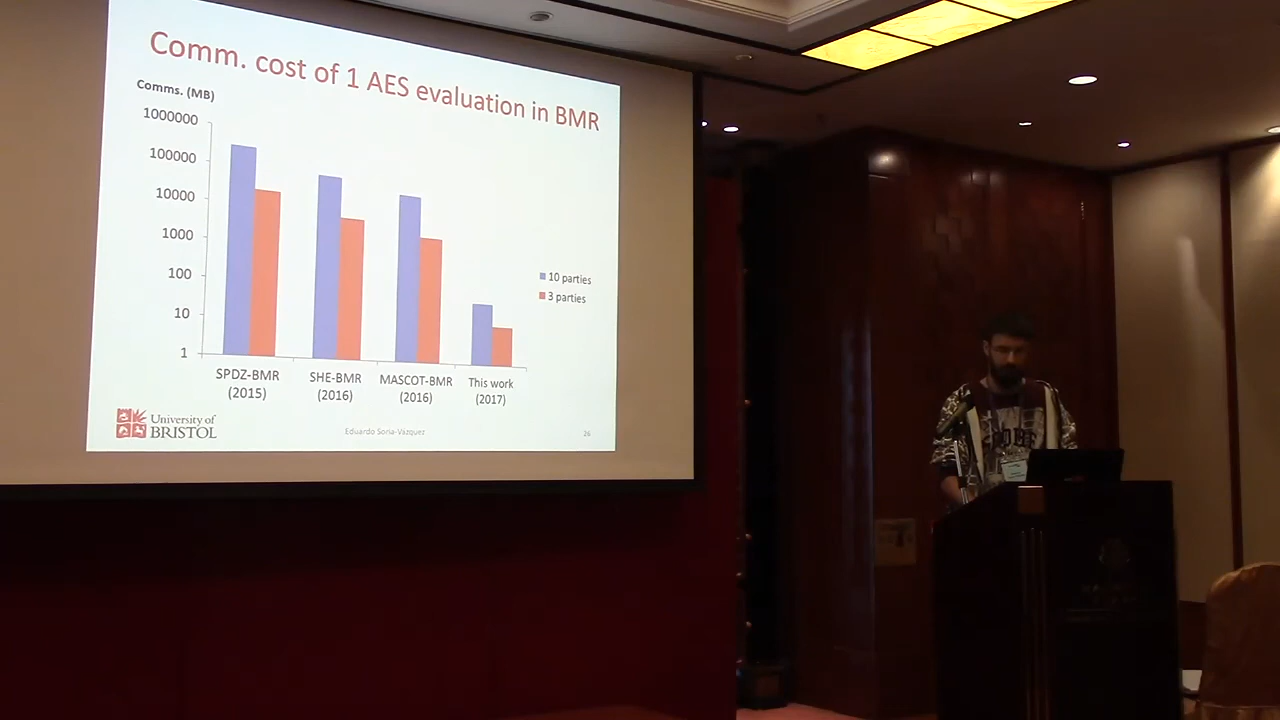 Comm. cost of 1 AES evaluation in BMR
Comms. (MB)
1000000
100000
10000
1000
100
10
1
10 parties
3 parties
SPDZ-BMR
(2015)
SHE-BMR
(2016)
MASCOT-BMR
(2016)
This work
(2017)
University of
BRISTOL
Eduardo Soria-Vazquez
26